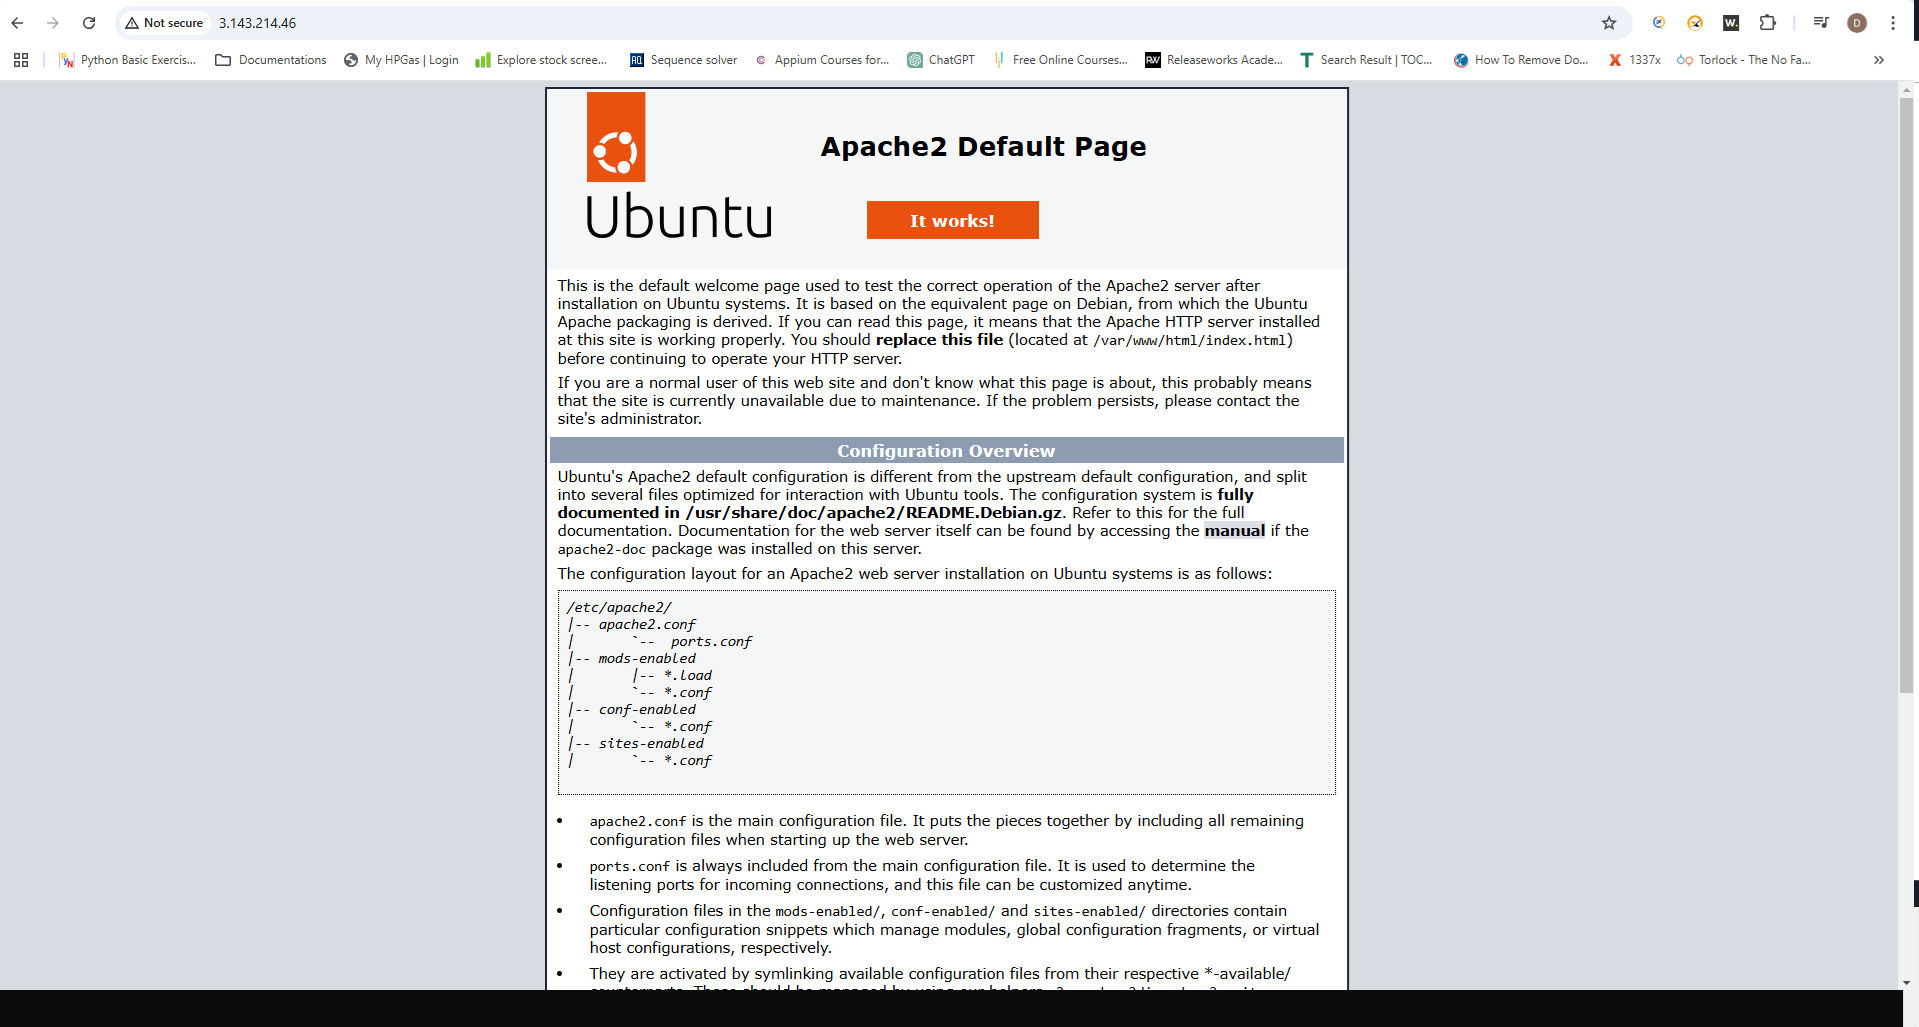 Not secure 3.143.214.46
W.
D
Python Basic Exercis... Documentations My HPGas | Login Explore stock scree... Sequence solver Appium Courses for... ChatGPT Free Online Courses... Releaseworks Acade... Search Result | TOC... How To Remove Do... 1337x Torlock - The No Fa... »
Apache2 Default Page
Ubuntu
It works!
This is the default welcome page used to test the correct operation of the Apache2 server after
installation on Ubuntu systems. It is based on the equivalent page on Debian, from which the Ubuntu
Apache packaging is derived. If you can read this page, it means that the Apache HTTP server installed
at this site is working properly. You should replace this file (located at /var/www/html/index.html)
before continuing to operate your HTTP server.
If you are a normal user of this web site and don't know what this page is about, this probably means
that the site is currently unavailable due to maintenance. If the problem persists, please contact the
site's administrator.
Configuration Overview
Ubuntu's Apache2 default configuration is different from the upstream default configuration, and split
into several files optimized for interaction with Ubuntu tools. The configuration system is fully
documented in /usr/share/doc/apache2/README.Debian.gz. Refer to this for the full
documentation. Documentation for the web server itself can be found by accessing the manual if the
apache2-doc package was installed on this server.
The configuration layout for an Apache2 web server installation on Ubuntu systems is as follows:
/etc/apache2/
|-- apache2.conf
|       `--  ports.conf
|-- mods-enabled
|       |-- *.load
|       `-- *.conf
|-- conf-enabled
|       `-- *.conf
|-- sites-enabled
|       `-- *.conf
• apache2.conf is the main configuration file. It puts the pieces together by including all remaining
configuration files when starting up the web server.
• ports.conf is always included from the main configuration file. It is used to determine the
listening ports for incoming connections, and this file can be customized anytime.
• Configuration files in the mods-enabled/, conf-enabled/ and sites-enabled/ directories contain
particular configuration snippets which manage modules, global configuration fragments, or virtual
host configurations, respectively.
• They are activated by symlinking available configuration files from their respective *-available/